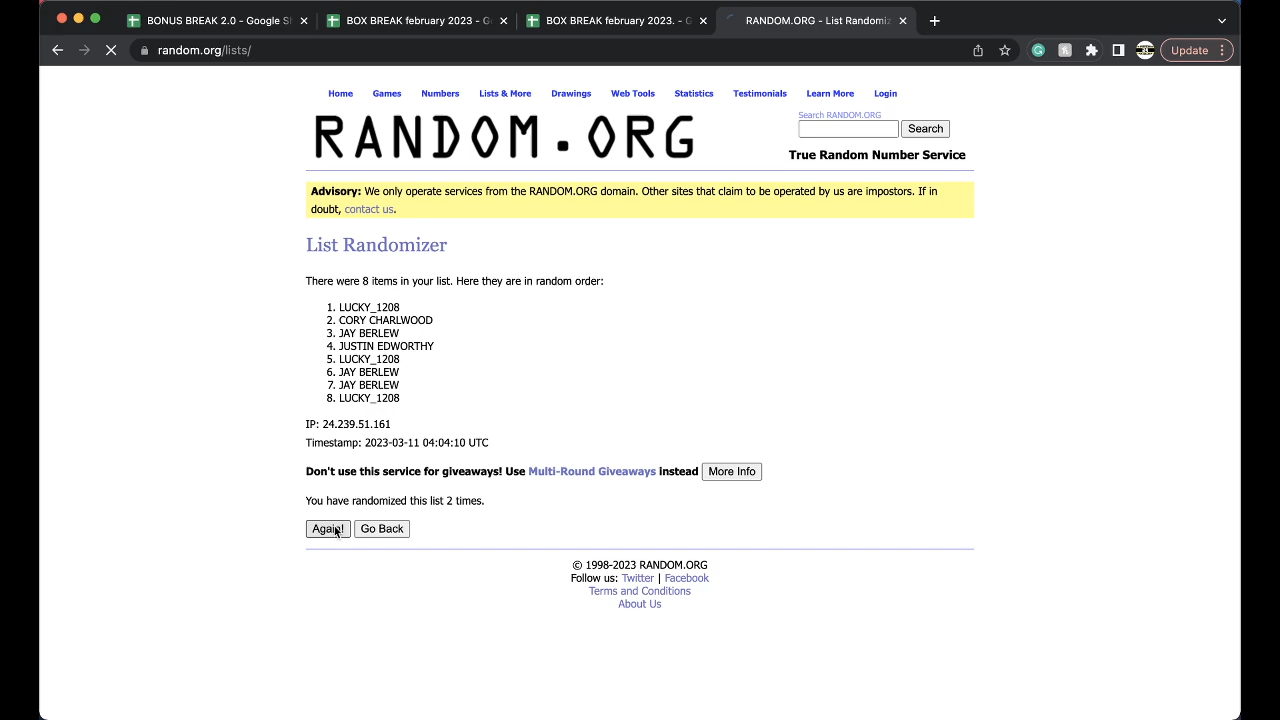 BONUS BREAK 2.0 - Google S
BOX BREAK february 2023 - G
BOX BREAK february 2023. - G
RANDOM.ORG - List Randomiz
random.org/lists/
Update
Home Games Numbers Lists & More Drawings Web Tools Statistics Testimonials Learn More Login
RANDOM.ORG
Search RANDOM.ORG
Search
True Random Number Service
Advisory: We only operate services from the RANDOM.ORG domain. Other sites that claim to be operated by us are impostors. If in
doubt, contact us.
List Randomizer
There were 8 items in your list. Here they are in random order:
1. LUCKY_1208
2. CORY CHARLWOOD
3. JAY BERLEW
4. JUSTIN EDWORTHY
5. LUCKY_1208
6. JAY BERLEW
7. JAY BERLEW
8. LUCKY_1208
IP: 24.239.51.161
Timestamp: 2023-03-11 04:04:10 UTC
Don't use this service for giveaways! Use Multi-Round Giveaways instead More Info
You have randomized this list 2 times.
Again! Go Back
© 1998-2023 RANDOM.ORG
Follow us: Twitter | Facebook
Terms and Conditions
About Us